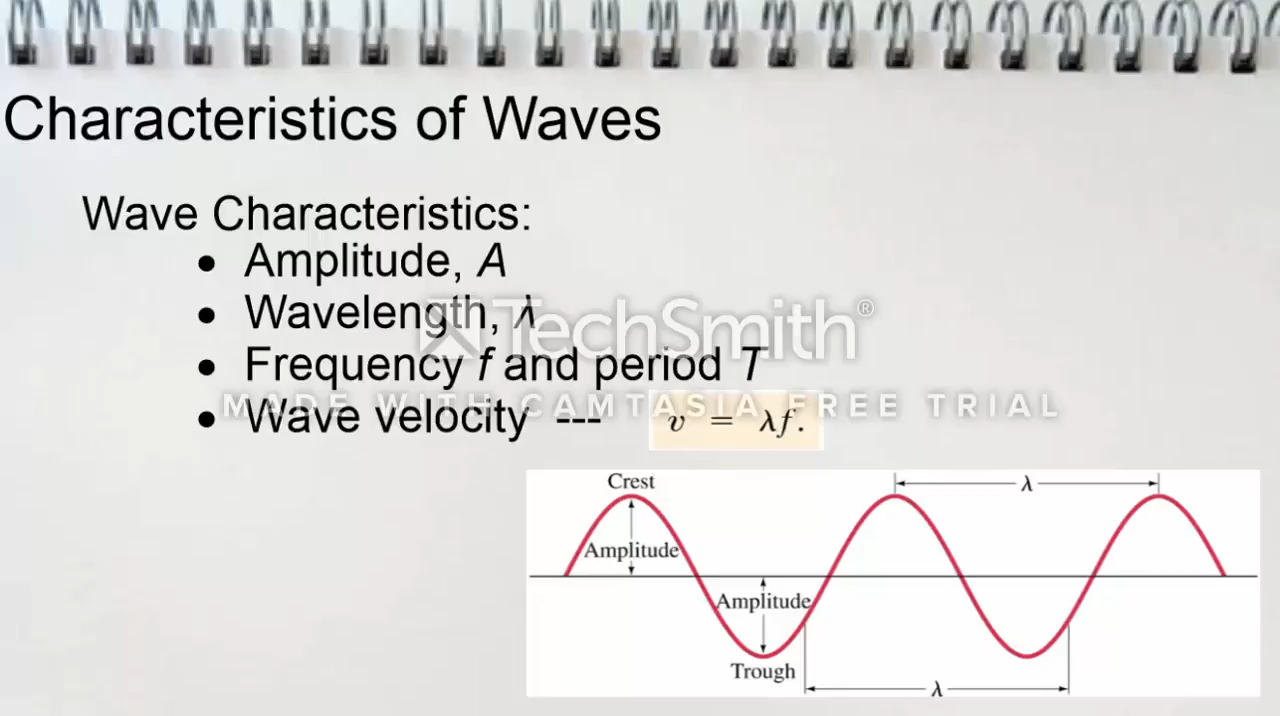 Characteristics of Waves
Wave Characteristics:
• Amplitude, A
• Wavelength, λ
TechSmith®
• Frequency f and period T
MADE WITH CAMTASIA FREE TRIAL
• Wave velocity --- v = λf.
Crest
λ
Amplitude
Amplitude
Trough
λ